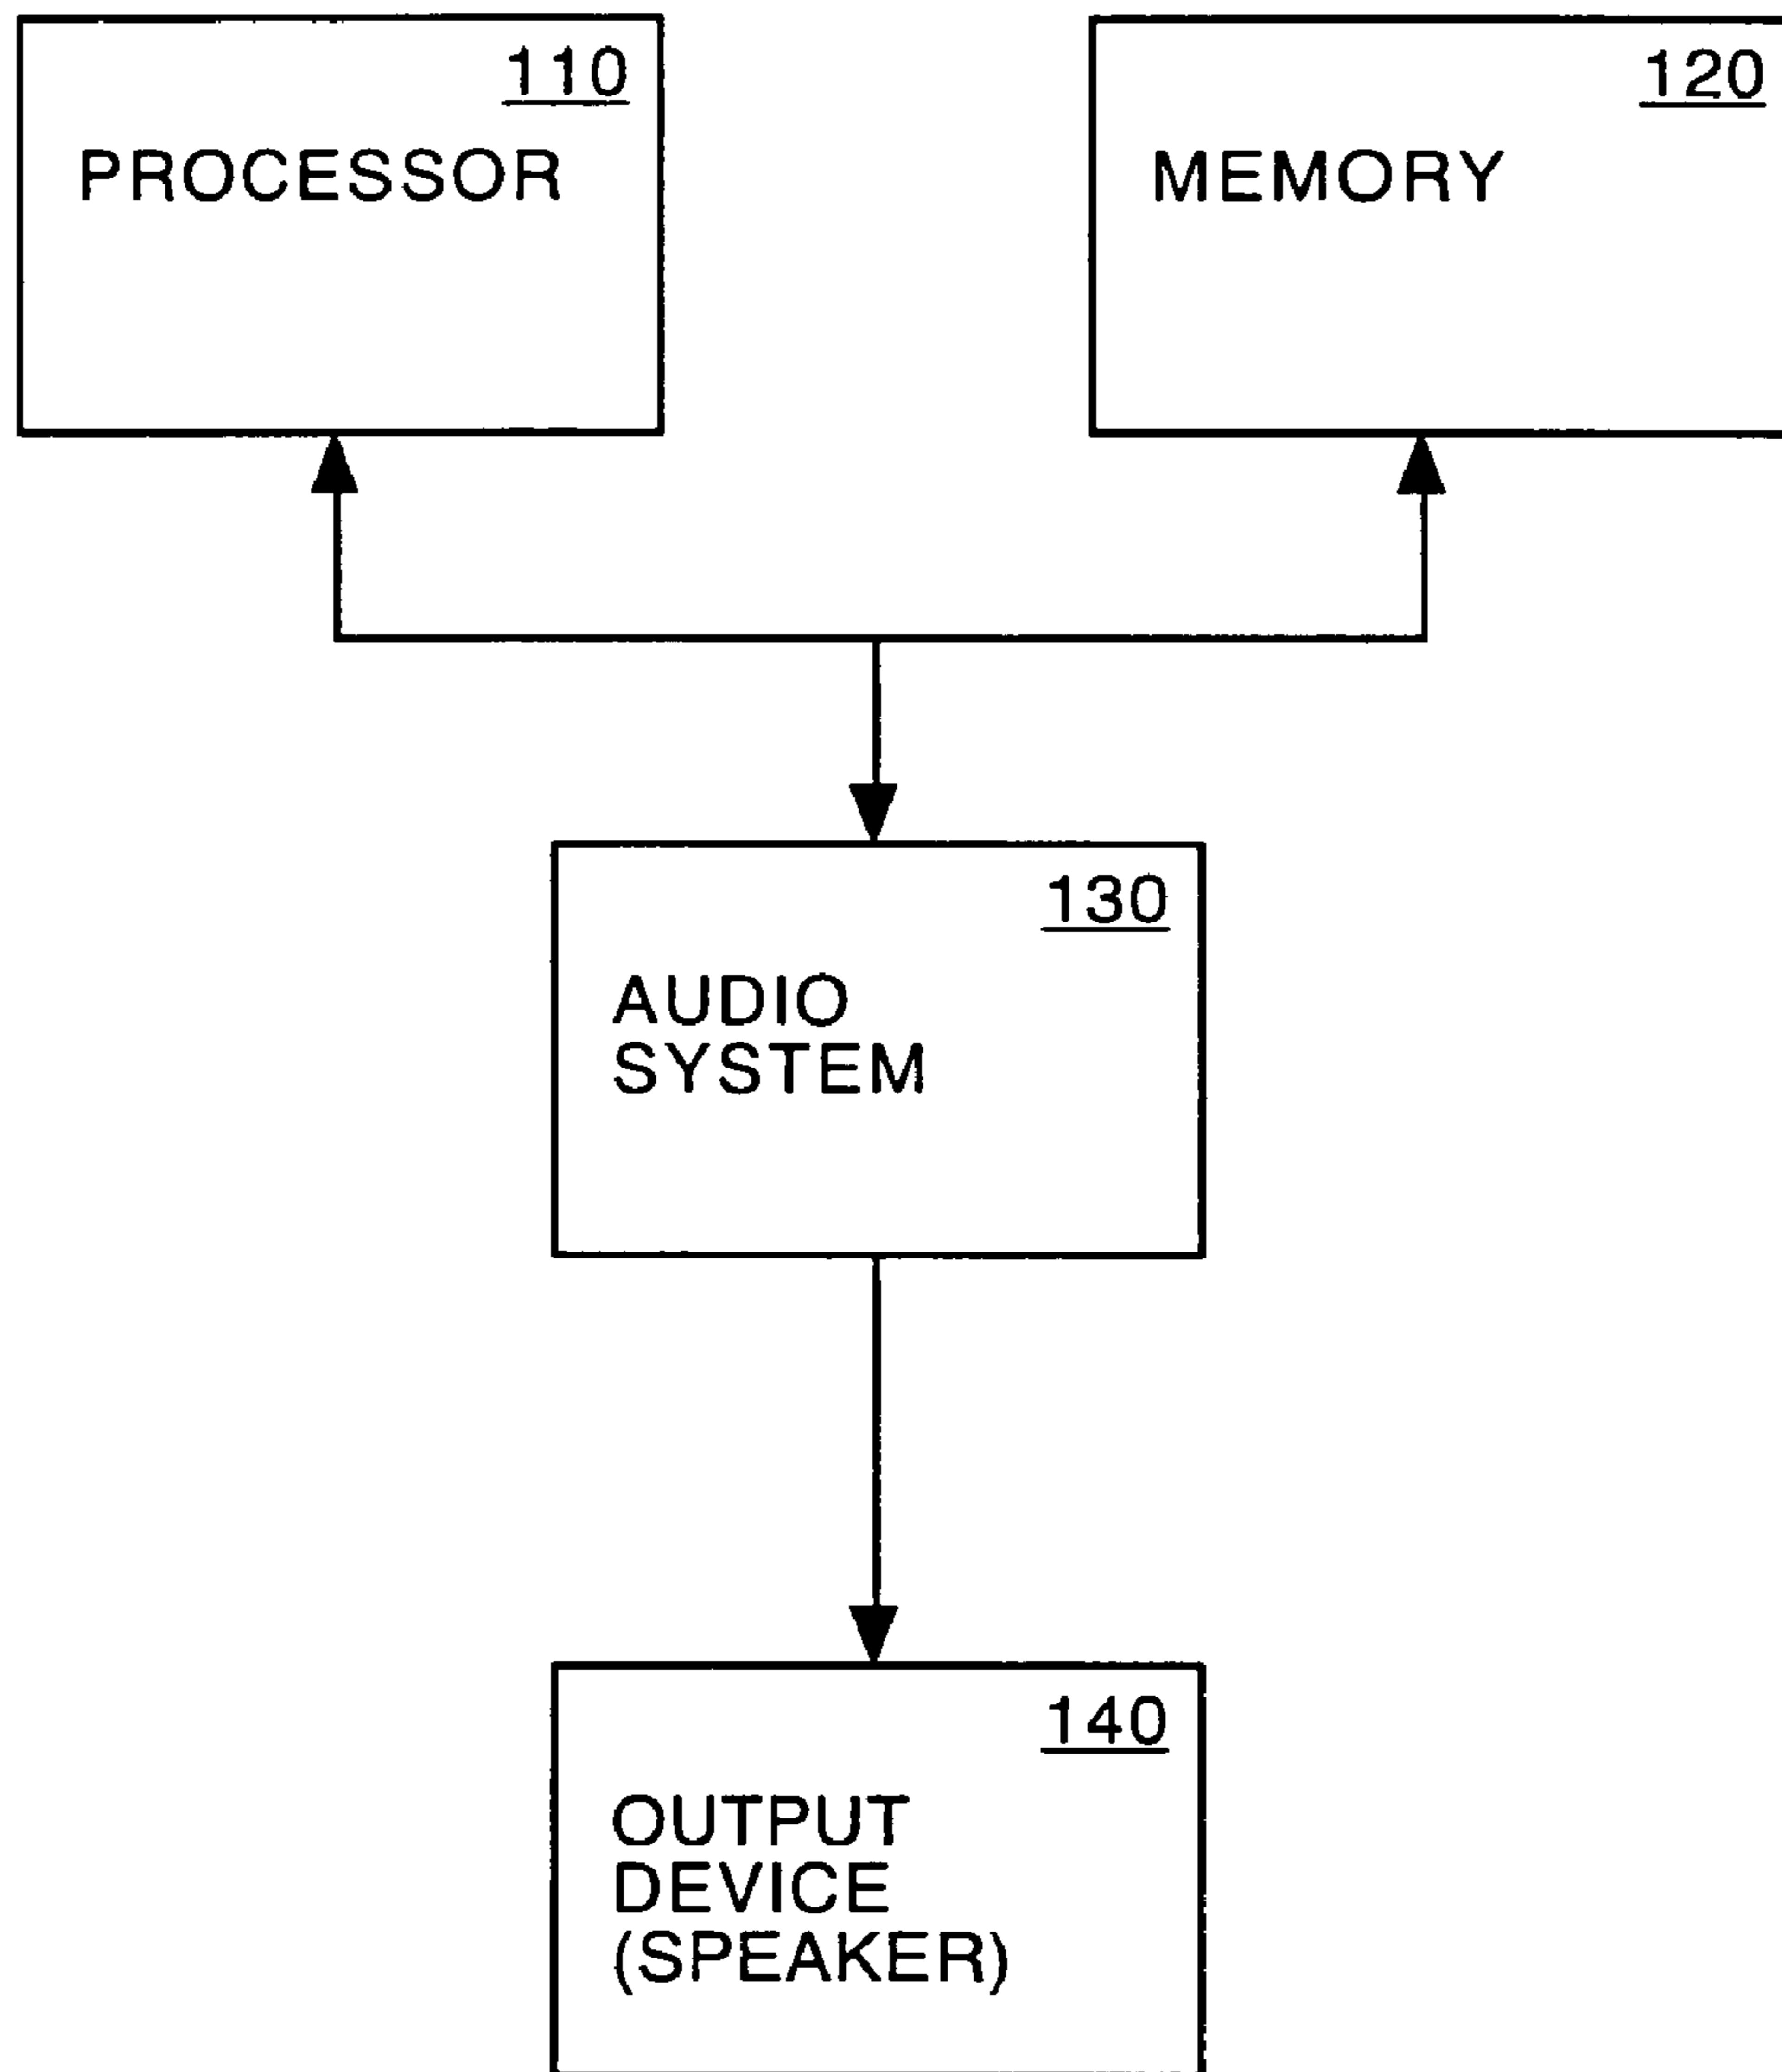 110
PROCESSOR
120
MEMORY
130
AUDIO
SYSTEM
140
OUTPUT
DEVICE
(SPEAKER)